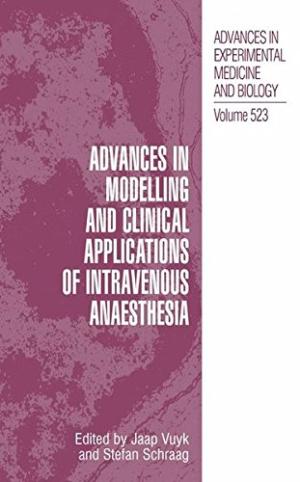 ADVANCES IN
EXPERIMENTAL
MEDICINE
AND BIOLOGY
Volume 523
ADVANCES IN
MODELLING
AND CLINICAL
APPLICATIONS
OF INTRAVENOUS
ANAESTHESIA
Edited by Jaap Vuyk
and Stefan Schraag